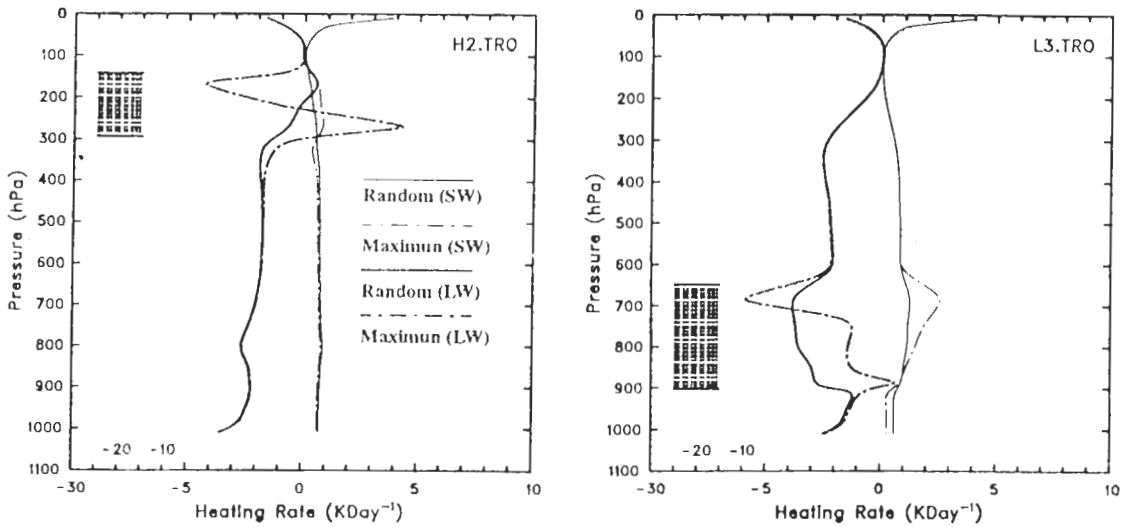 H2.TRO
0
100
200
300
400
500
600
700
800
900
1000
1100
Pressure (hPa)
Random (SW)
Maximun (SW)
Random (LW)
Maximun (LW)
-20 -10
-30 -5 0 5 10
Heating Rate (KDay⁻¹)
L3.TRO
0
100
200
300
400
500
600
700
800
900
1000
1100
Pressure (hPa)
-20 -10
-30 -5 0 5 10
Heating Rate (KDay⁻¹)